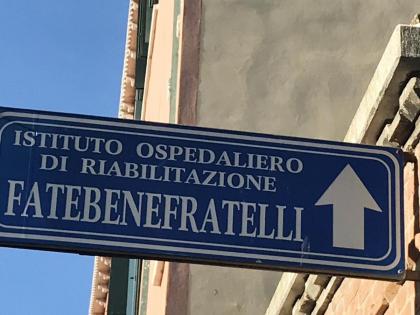 ISTITUTO OSPEDALIERO
DI RIABILITAZIONE
FATEBENEFRATELLI